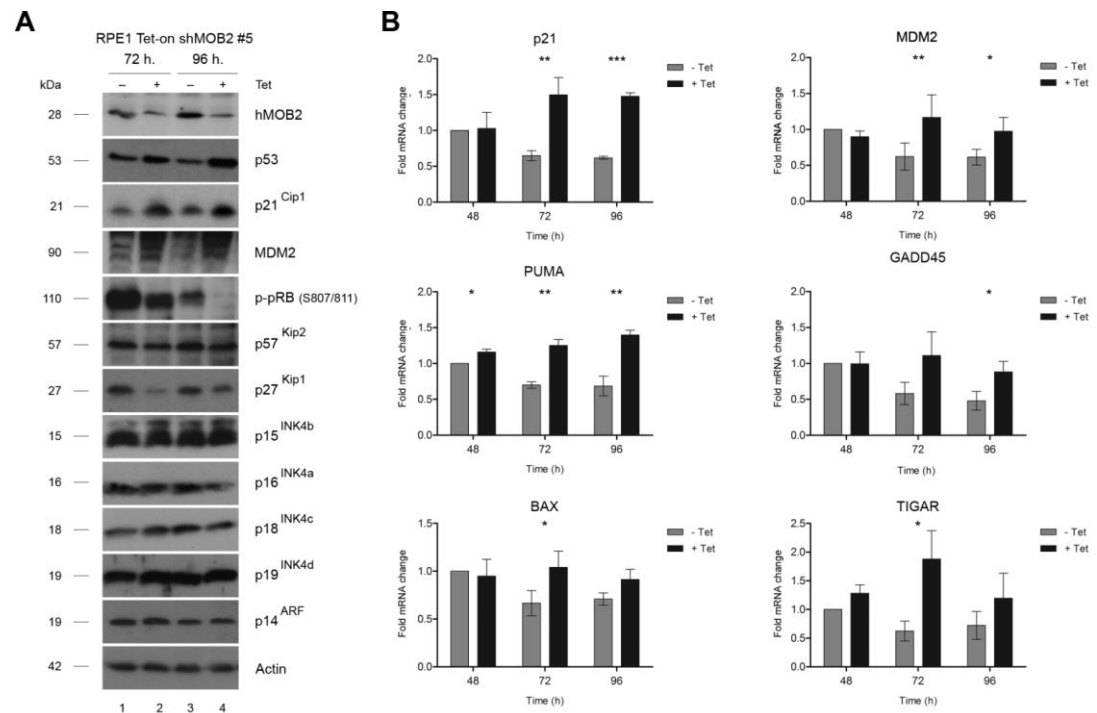 A
RPE1 Tet-on shMOB2 #5
72 h. 96 h.
kDa – + – + Tet
28 hMOB2
53 p53
21 p21 Cip1
90 MDM2
110 p-pRB (S807/811)
57 p57 Kip2
27 p27 Kip1
15 p15 INK4b
16 p16 INK4a
18 p18 INK4c
19 p19 INK4d
19 p14 ARF
42 Actin
1 2 3 4
B
p21
** ***
- Tet
+ Tet
Fold mRNA change
2.0
1.5
1.0
0.5
0.0
48 72 96
Time (h)
MDM2
** *
- Tet
+ Tet
Fold mRNA change
2.0
1.5
1.0
0.5
0.0
48 72 96
Time (h)
PUMA
* ** **
- Tet
+ Tet
Fold mRNA change
2.0
1.5
1.0
0.5
0.0
48 72 96
Time (h)
GADD45
*
- Tet
+ Tet
Fold mRNA change
2.0
1.5
1.0
0.5
0.0
48 72 96
Time (h)
BAX
*
- Tet
+ Tet
Fold mRNA change
1.5
1.0
0.5
0.0
48 72 96
Time (h)
TIGAR
*
- Tet
+ Tet
Fold mRNA change
2.5
2.0
1.5
1.0
0.5
0.0
48 72 96
Time (h)